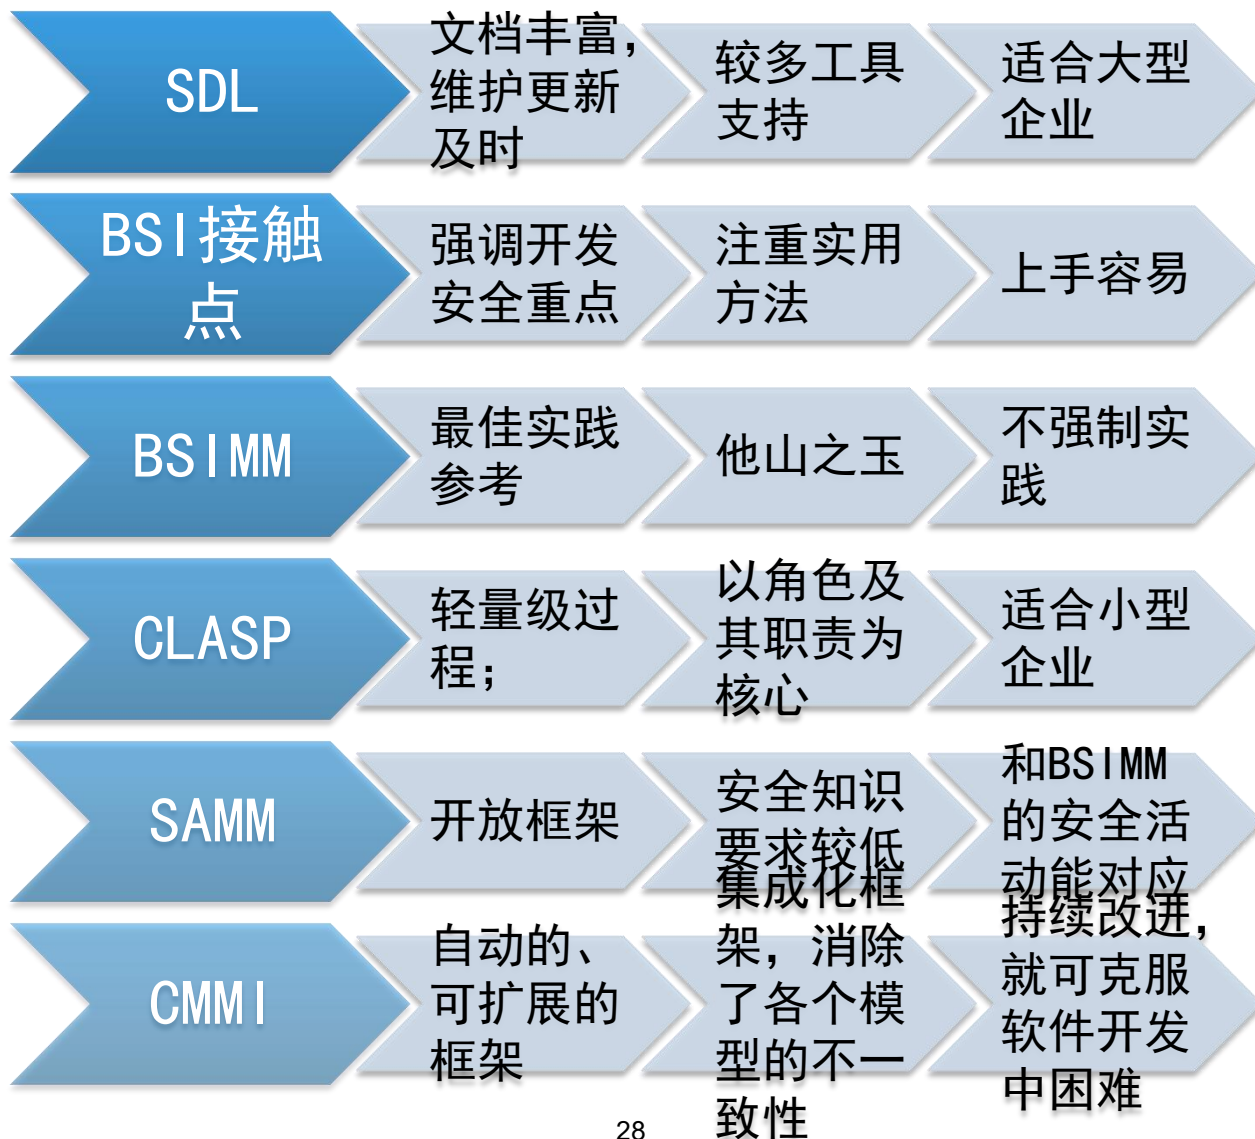 SDL
文档丰富，
维护更新
及时
较多工具
支持
适合大型
企业
BSI接触
点
强调开发
安全重点
注重实用
方法
上手容易
BSIMM
最佳实践
参考
他山之玉
不强制实
践
CLASP
轻量级过
程；
以角色及
其职责为
核心
适合小型
企业
SAMM
开放框架
安全知识
要求较低
和BSIMM
的安全活
动能对应
CMMI
自动的、
可扩展的
框架
集成化框
架，消除
了各个模
型的不一
致性
持续改进，
就可克服
软件开发
中困难
28